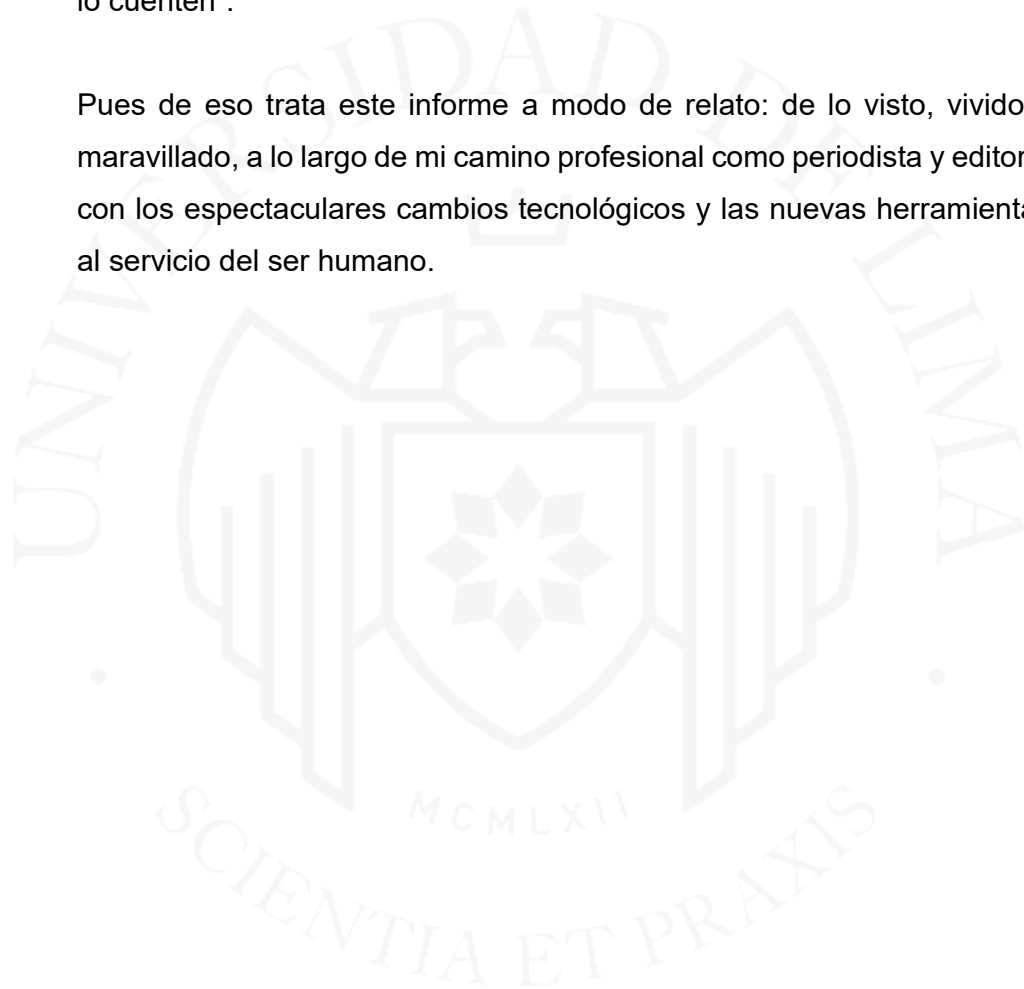 lo cuenten".
Pues de eso trata este informe a modo de relato: de lo visto, vivido
maravillado, a lo largo de mi camino profesional como periodista y editor
con los espectaculares cambios tecnológicos y las nuevas
al servicio del ser humano.
UNIVERSIDAD DE LIMA
MCMLXII
SCIENTIA ET PRAXIS